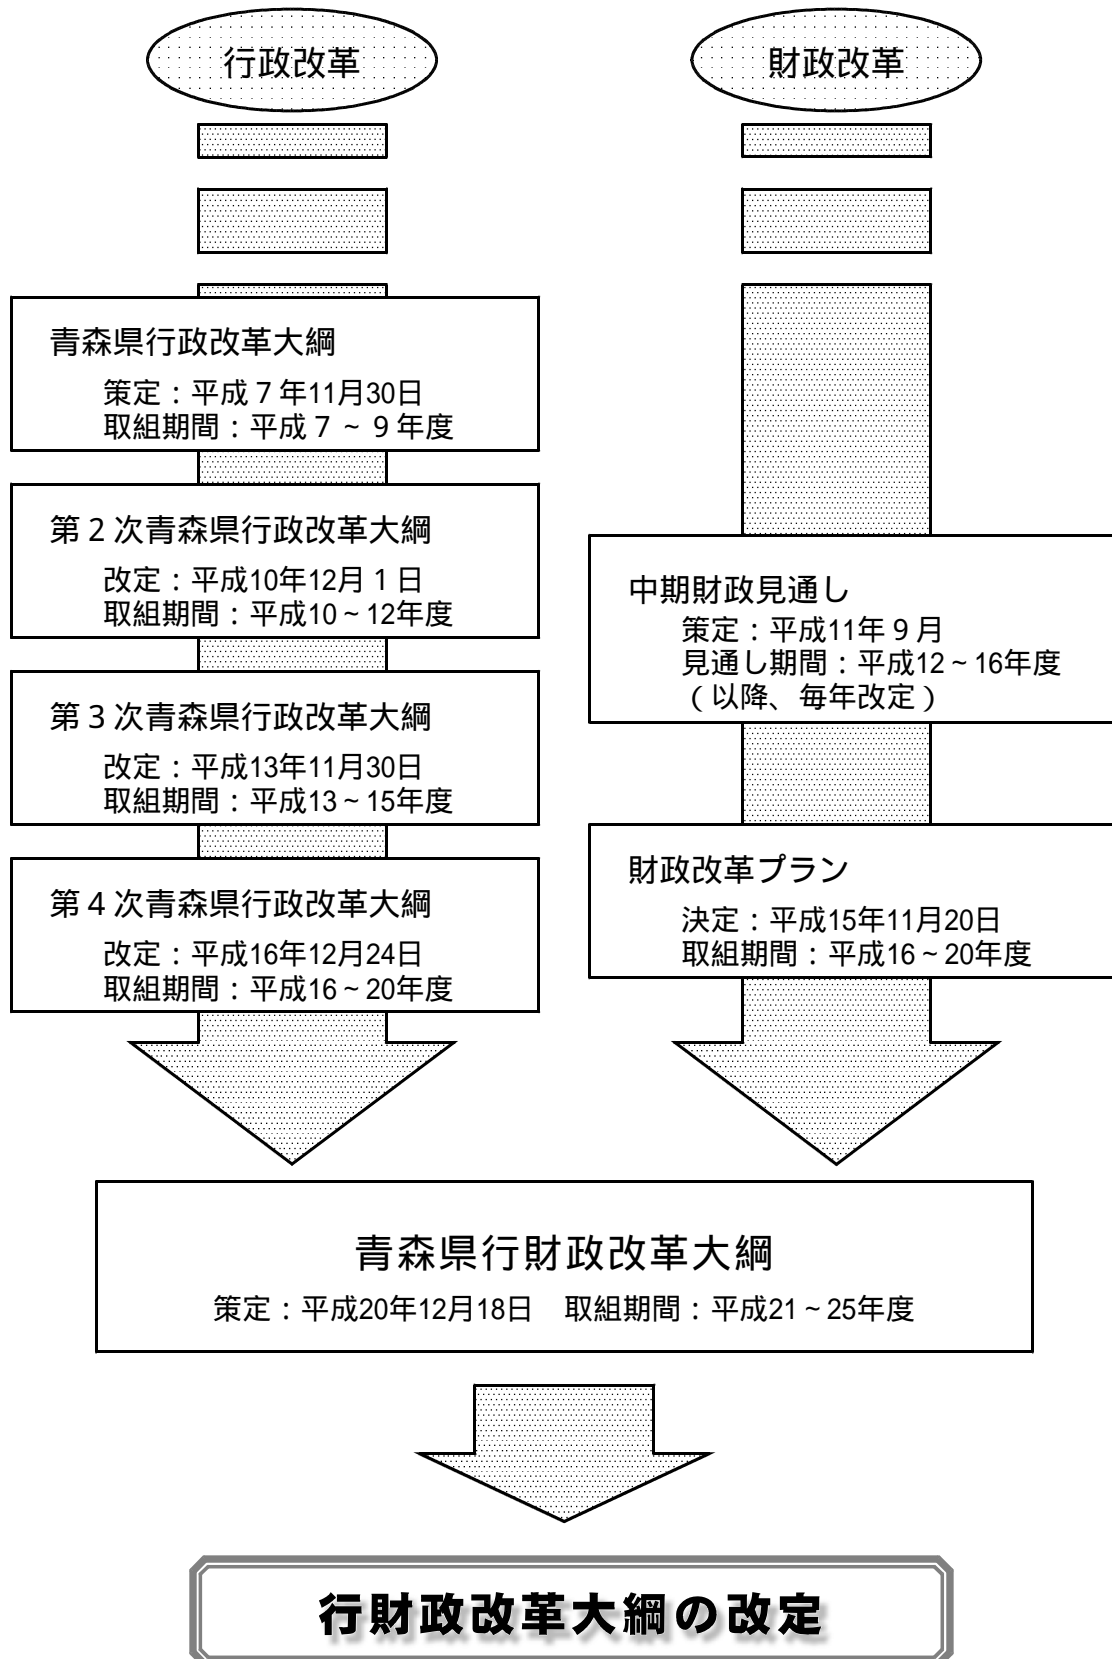 行政改革
財政改革
青森県行政改革大綱
策定：平成７年11月30日
取組期間：平成７～９年度
第２次青森県行政改革大綱
改定：平成10年12月１日
取組期間：平成10～12年度
第３次青森県行政改革大綱
改定：平成13年11月30日
取組期間：平成13～15年度
第４次青森県行政改革大綱
改定：平成16年12月24日
取組期間：平成16～20年度
中期財政見通し
策定：平成11年９月
見通し期間：平成12～16年度
（以降、毎年改定）
財政改革プラン
決定：平成15年11月20日
取組期間：平成16～20年度
青森県行財政改革大綱
策定：平成20年12月18日　取組期間：平成21～25年度
行財政改革大綱の改定